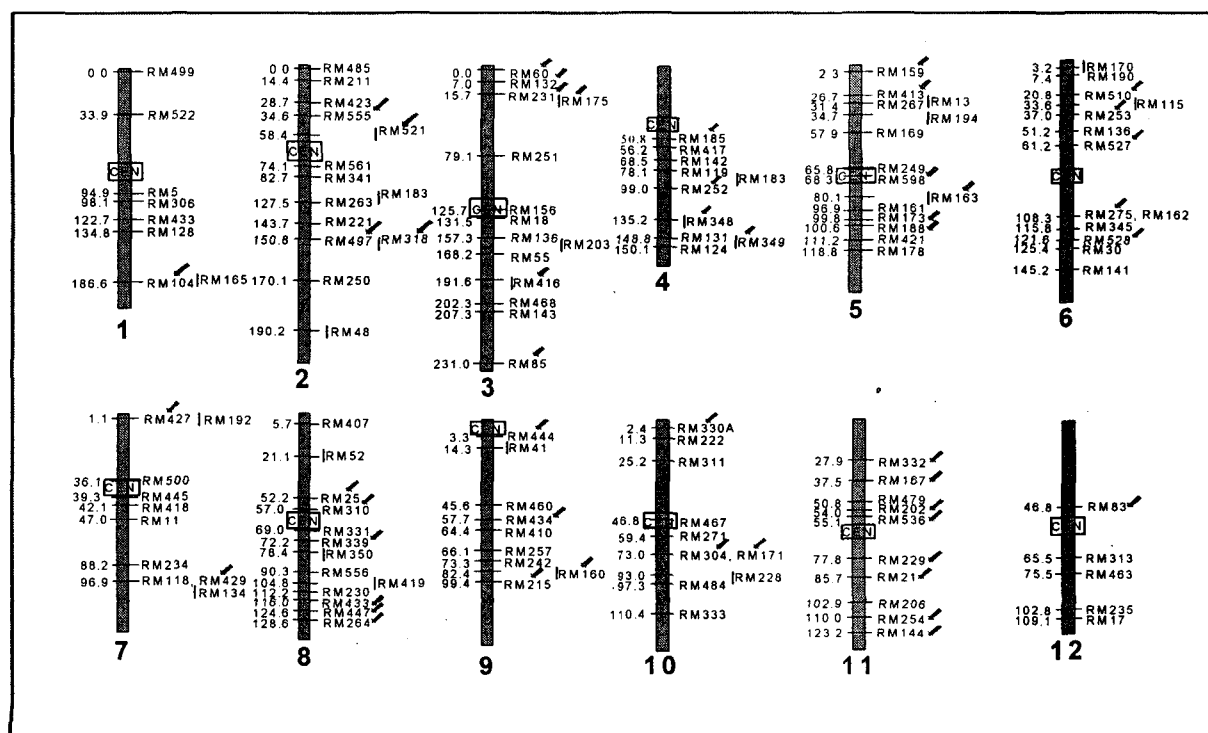 0.0 RM499
33.9 RM522
CEN
94.9 RM5
98.1 RM306
122.7 RM433
134.8 RM128
186.6 RM104 RM165
1
0.0 RM485
14.4 RM211
28.7 RM423
34.6 RM555
58.4 RM521
CEN
74.1 RM561
82.7 RM341
127.5 RM263 RM183
143.7 RM221
150.8 RM497 RM318
170.1 RM250
190.2 RM48
2
0.0 RM60
7.0 RM132
15.7 RM231 RM175
79.1 RM251
CEN
125.7 RM156
131.5 RM18
157.3 RM136 RM203
168.2 RM55
191.6 RM416
202.3 RM468
207.3 RM143
231.0 RM85
3
CEN
50.8 RM185
56.2 RM417
68.5 RM142
78.1 RM119
99.0 RM252 RM183
135.2 RM348
148.8 RM131 RM349
150.1 RM124
4
2.3 RM159
26.7 RM413
31.4 RM267 RM13
34.7 RM194
57.9 RM169
65.8 RM249
CEN
68.3 RM598
80.1 RM163
96.9 RM161
99.8 RM173
100.6 RM188
111.2 RM421
118.8 RM178
5
3.2 RM170
7.4 RM190
20.8 RM510
33.6 RM115
37.0 RM253
51.2 RM136
61.2 RM527
CEN
108.3 RM275, RM162
115.8 RM345
121.6 RM528
125.4 RM30
145.2 RM141
6
1.1 RM427 RM192
36.1 RM500
CEN
39.3 RM445
42.1 RM418
47.0 RM11
88.2 RM234
96.9 RM118, RM429
RM134
7
5.7 RM407
21.1 RM52
52.2 RM25
57.0 RM310
CEN
69.0 RM331
72.2 RM339
78.4 RM350
90.3 RM556
104.8 RM419
112.2 RM230
116.0 RM433
124.6 RM447
128.6 RM264
8
CEN
3.3 RM444
14.3 RM41
45.6 RM460
57.7 RM434
64.4 RM410
66.1 RM257
73.3 RM242
82.4 RM160
99.4 RM215
9
2.4 RM330A
11.3 RM222
25.2 RM311
46.8 CEN RM467
59.4 RM271
73.0 RM304, RM171
93.0 RM228
97.3 RM484
110.4 RM333
10
27.9 RM332
37.5 RM167
50.8 RM479
54.0 RM202
55.1 RM536
CEN
77.8 RM229
85.7 RM21
102.9 RM206
110.0 RM254
123.2 RM144
11
46.8 RM83
CEN
65.5 RM313
75.5 RM463
102.8 RM235
109.1 RM17
12